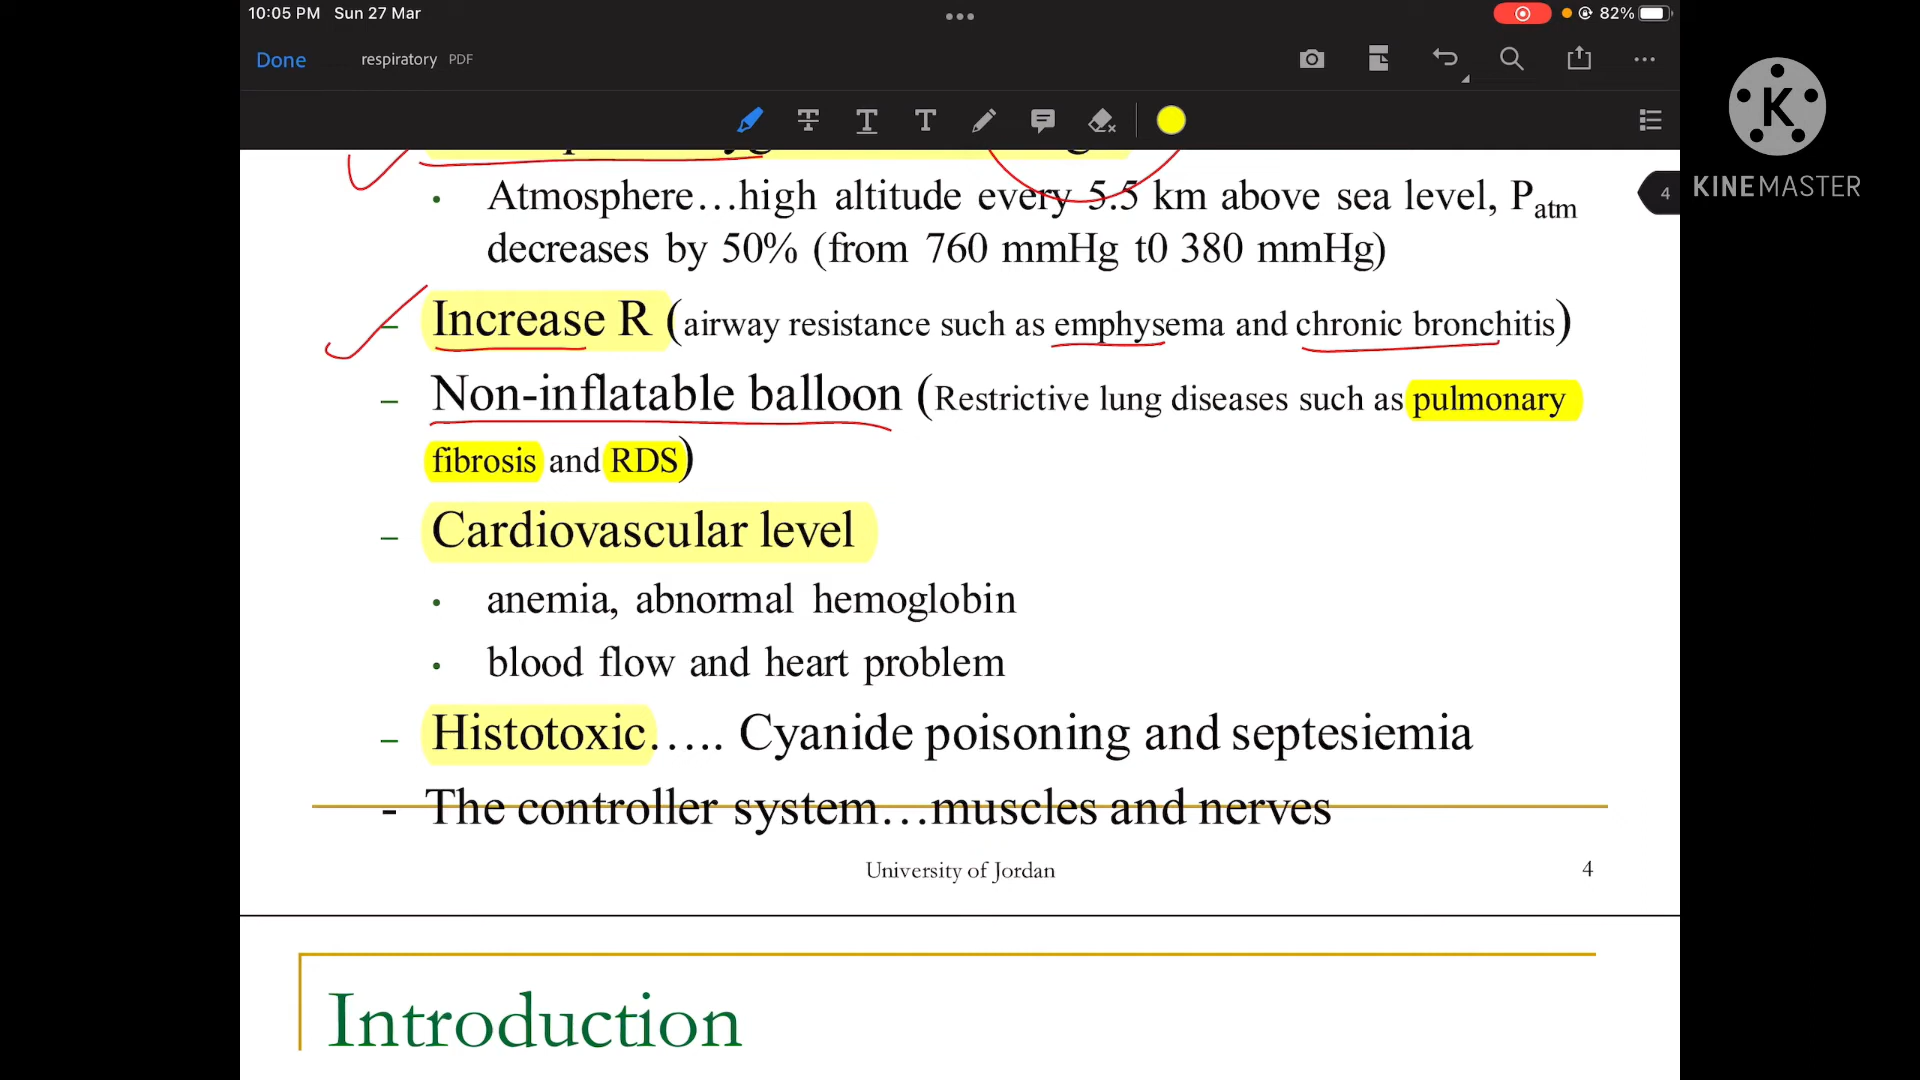 10:05 PM Sun 27 Mar
82%
Done respiratory PDF
Atmosphere…high altitude every 5.5 km above sea level, Patm
4
KINEMASTER
decreases by 50% (from 760 mmHg t0 380 mmHg)
– Increase R (airway resistance such as emphysema and chronic bronchitis)
– Non-inflatable balloon (Restrictive lung diseases such as pulmonary
fibrosis and RDS)
– Cardiovascular level
• anemia, abnormal hemoglobin
• blood flow and heart problem
– Histotoxic….. Cyanide poisoning and septesiemia
- The controller system…muscles and nerves
University of Jordan
4
Introduction